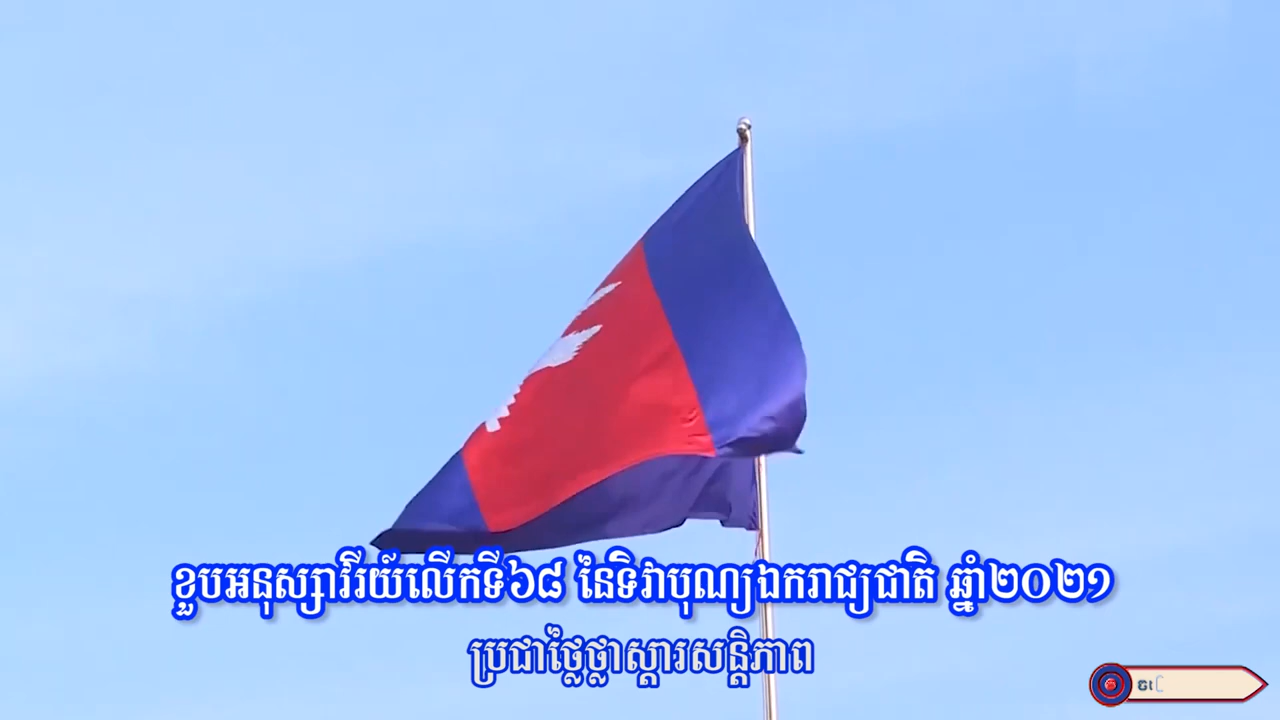 ខួបអនុស្សាវរីយ៍លើកទី៦៨ នៃទិវាបុណ្យឯករាជ្យជាតិ ឆ្នាំ២០២១
ប្រជាថ្លៃថ្លាស្ដារសន្តិភាព